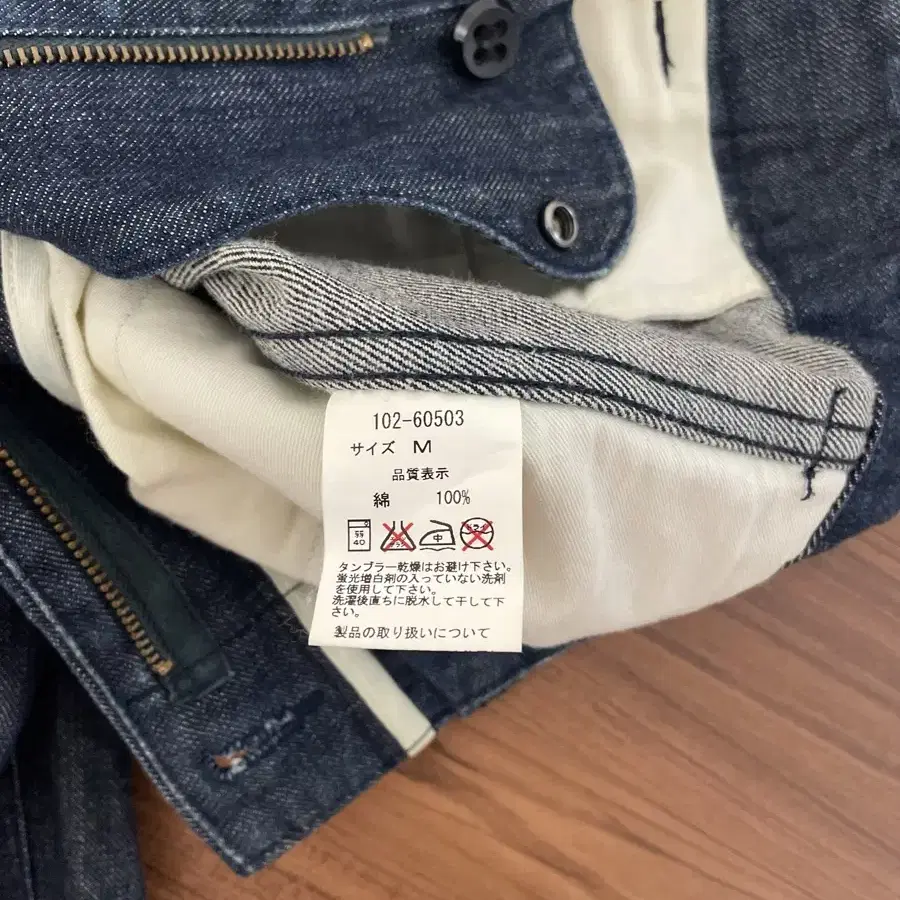 102-60503
サイズ M
品質表示
綿 100%
弱 40 中
タンブラー乾燥はお避け下さい。
蛍光増白剤の入っていない洗剤
を使用して下さい。
洗濯後直ちに脱水して干して下
さい。
製品の取り扱いについて